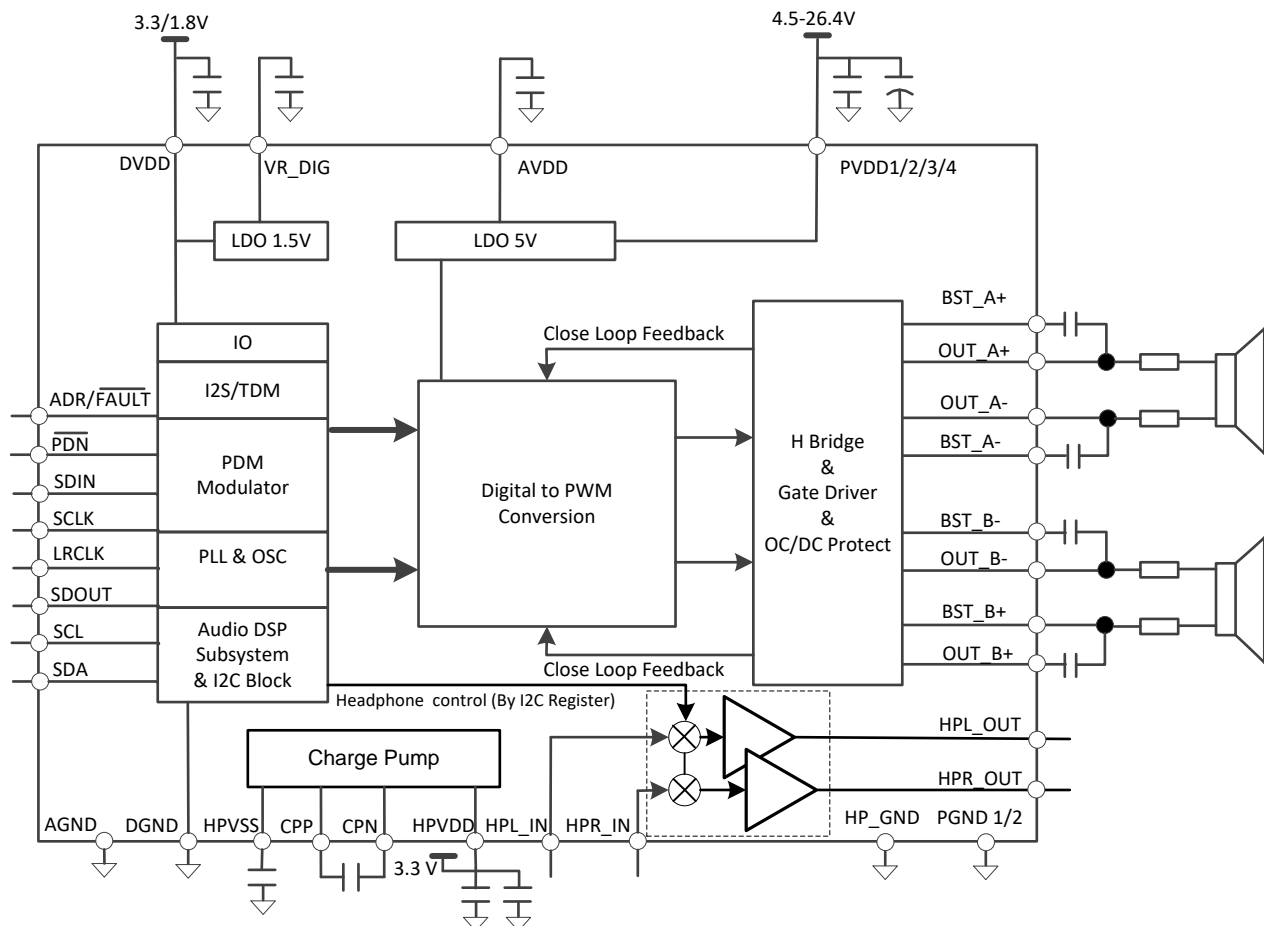 3.3/1.8V
4.5-26.4V
DVDD
VR_DIG
AVDD
PVDD1/2/3/4
LDO 1.5V
LDO 5V
BST_A+
IO
Close Loop Feedback
OUT_A+
I2S/TDM
ADR/FAULT
OUT_A-
PDN
BST_A-
PDM
Modulator
H Bridge
&
Gate Driver
&
OC/DC Protect
SDIN
Digital to PWM
Conversion
SCLK
BST_B-
LRCLK
PLL & OSC
OUT_B-
SDOUT
BST_B+
SCL
Audio DSP
Subsystem
& I2C Block
OUT_B+
SDA
Close Loop Feedback
Headphone control (By I2C Register)
HPL_OUT
Charge Pump
HPR_OUT
AGND
DGND
HPVSS
CPP
CPN
HPVDD
HPL_IN
HPR_IN
HP_GND
PGND 1/2
3.3 V